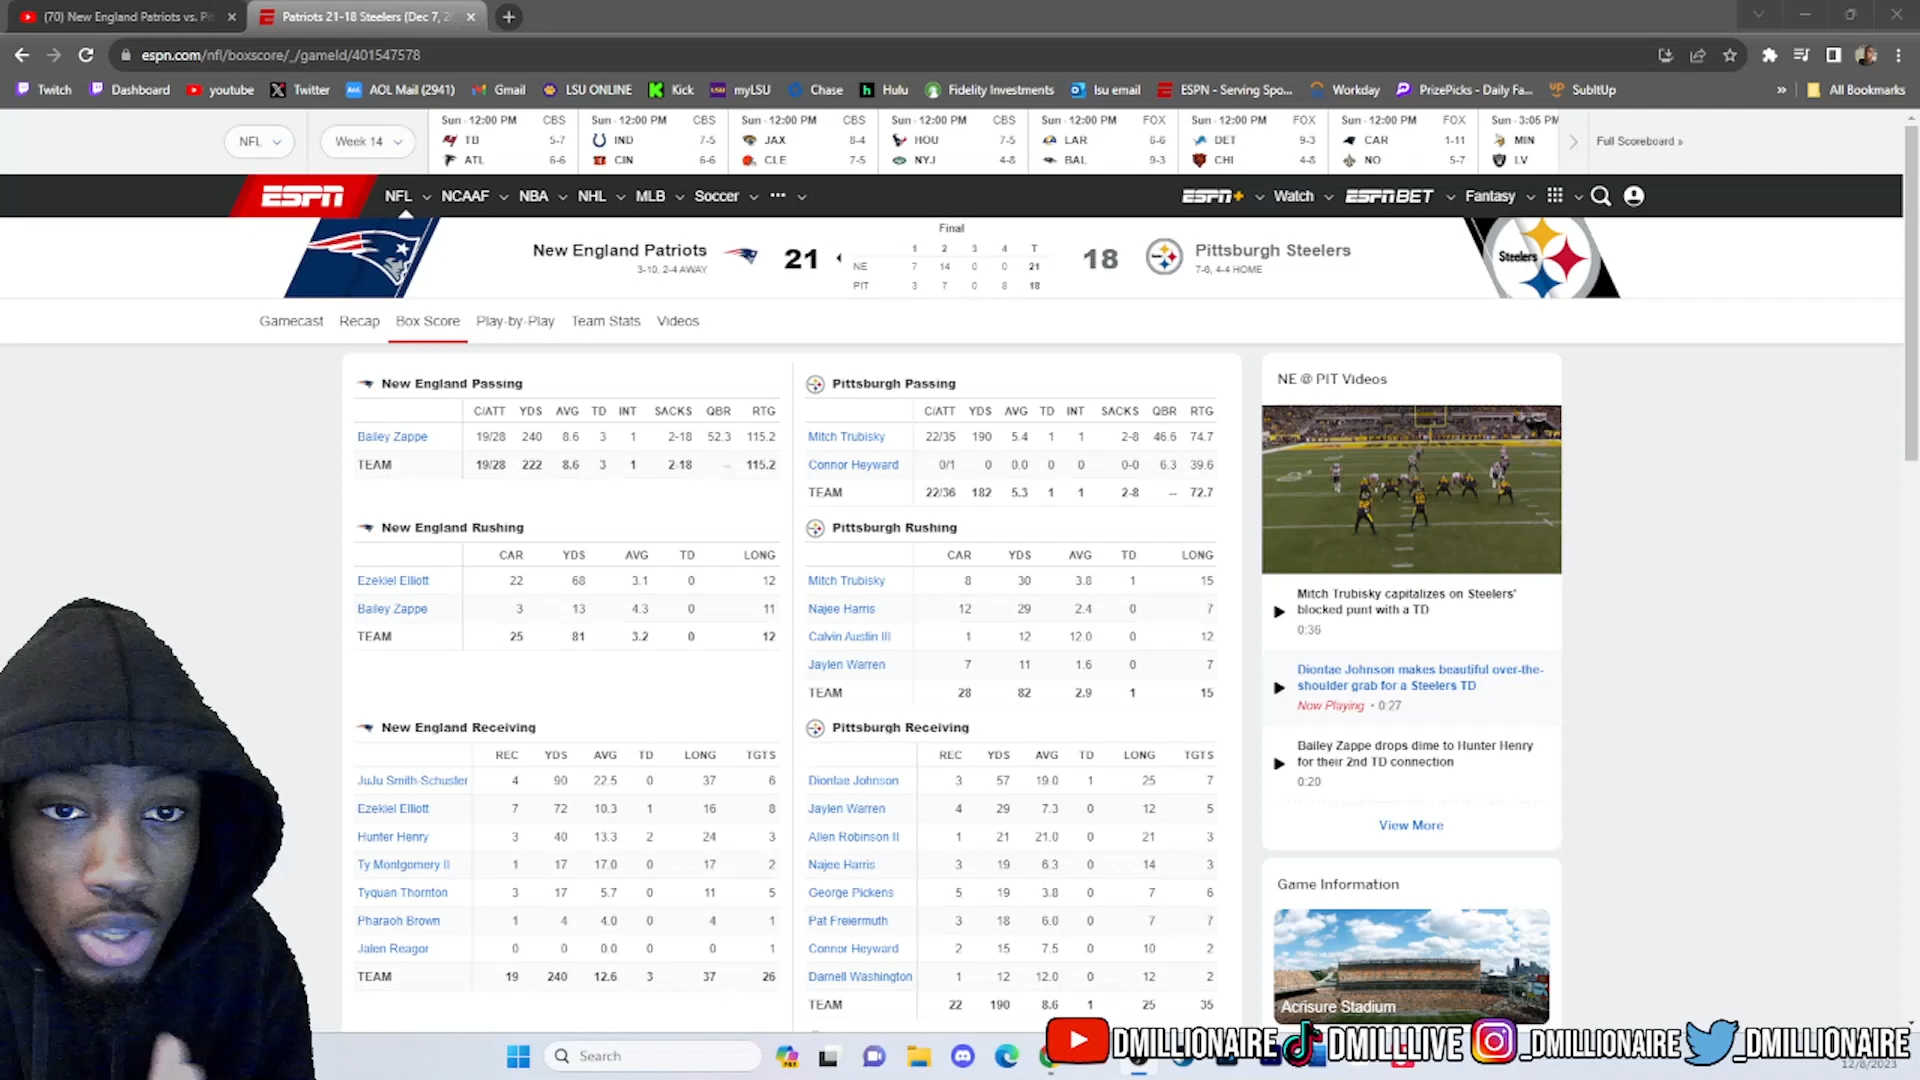 (70) New England Patriots vs. Pi
Patriots 21-18 Steelers (Dec 7, 2
espn.com/nfl/boxscore/_/gameId/401547578
Twitch Dashboard youtube Twitter AOL Mail (2941) Gmail LSU ONLINE Kick myLSU Chase Hulu Fidelity Investments lsu email ESPN - Serving Spo... Workday PrizePicks - Daily Fa... SubItUp » All Bookmarks
NFL Week 14
Sun - 12:00 PM CBS
TB 5-7
ATL 6-6
Sun - 12:00 PM CBS
IND 7-5
CIN 6-6
Sun - 12:00 PM CBS
JAX 8-4
CLE 7-5
Sun - 12:00 PM CBS
HOU 7-5
NYJ 4-8
Sun - 12:00 PM FOX
LAR 6-6
BAL 9-3
Sun - 12:00 PM FOX
DET 9-3
CHI 4-8
Sun - 12:00 PM FOX
CAR 1-11
NO 5-7
Sun - 3:05 PM
MIN
LV
Full Scoreboard »
ESPN NFL NCAAF NBA NHL MLB Soccer ••• ESPN+ Watch ESPN BET Fantasy
New England Patriots
3-10, 2-4 AWAY
21
Final
1 2 3 4 T
NE 7 14 0 0 21
PIT 3 7 0 8 18
18
Pittsburgh Steelers
7-6, 4-4 HOME
Steelers
Gamecast Recap Box Score Play-by-Play Team Stats Videos
New England Passing
C/ATT YDS AVG TD INT SACKS QBR RTG
Bailey Zappe 19/28 240 8.6 3 1 2-18 52.3 115.2
TEAM 19/28 222 8.6 3 1 2-18 -- 115.2
Pittsburgh Passing
C/ATT YDS AVG TD INT SACKS QBR RTG
Mitch Trubisky 22/35 190 5.4 1 1 2-8 46.6 74.7
Connor Heyward 0/1 0 0.0 0 0 0-0 6.3 39.6
TEAM 22/36 182 5.3 1 1 2-8 -- 72.7
New England Rushing
CAR YDS AVG TD LONG
Ezekiel Elliott 22 68 3.1 0 12
Bailey Zappe 3 13 4.3 0 11
TEAM 25 81 3.2 0 12
Pittsburgh Rushing
CAR YDS AVG TD LONG
Mitch Trubisky 8 30 3.8 1 15
Najee Harris 12 29 2.4 0 7
Calvin Austin III 1 12 12.0 0 12
Jaylen Warren 7 11 1.6 0 7
TEAM 28 82 2.9 1 15
New England Receiving
REC YDS AVG TD LONG TGTS
JuJu Smith-Schuster 4 90 22.5 0 37 6
Ezekiel Elliott 7 72 10.3 1 16 8
Hunter Henry 3 40 13.3 2 24 3
Ty Montgomery II 1 17 17.0 0 17 2
Tyquan Thornton 3 17 5.7 0 11 5
Pharaoh Brown 1 4 4.0 0 4 1
Jalen Reagor 0 0 0.0 0 0 1
TEAM 19 240 12.6 3 37 26
Pittsburgh Receiving
REC YDS AVG TD LONG TGTS
Diontae Johnson 3 57 19.0 1 25 7
Jaylen Warren 4 29 7.3 0 12 5
Allen Robinson II 1 21 21.0 0 21 3
Najee Harris 3 19 6.3 0 14 3
George Pickens 5 19 3.8 0 7 6
Pat Freiermuth 3 18 6.0 0 7 7
Connor Heyward 2 15 7.5 0 10 2
Darnell Washington 1 12 12.0 0 12 2
TEAM 22 190 8.6 1 25 35
NE @ PIT Videos
Mitch Trubisky capitalizes on Steelers'
blocked punt with a TD
0:36
Diontae Johnson makes beautiful over-the-
shoulder grab for a Steelers TD
Now Playing • 0:27
Bailey Zappe drops dime to Hunter Henry
for their 2nd TD connection
0:20
View More
Game Information
Acrisure Stadium
Search
DMILLIONAIRE DMILLLIVE _DMILLIONAIRE _DMILLIONAIRE
12/8/2023